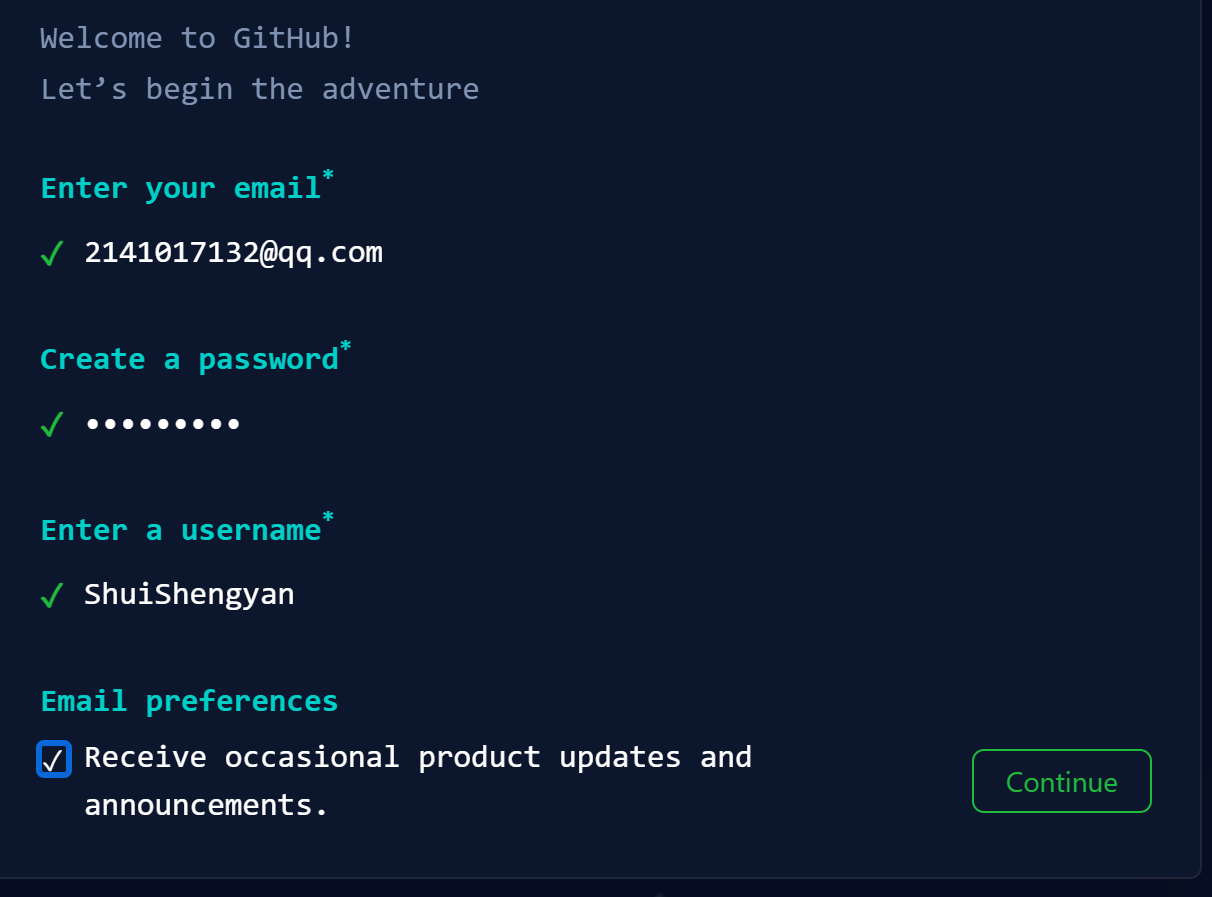 Welcome to GitHub!
Let’s begin the adventure
Enter your email*
✓ 2141017132@qq.com
Create a password*
✓ •••••••••
Enter a username*
✓ ShuiShengyan
Email preferences
✓ Receive occasional product updates and
announcements.
Continue